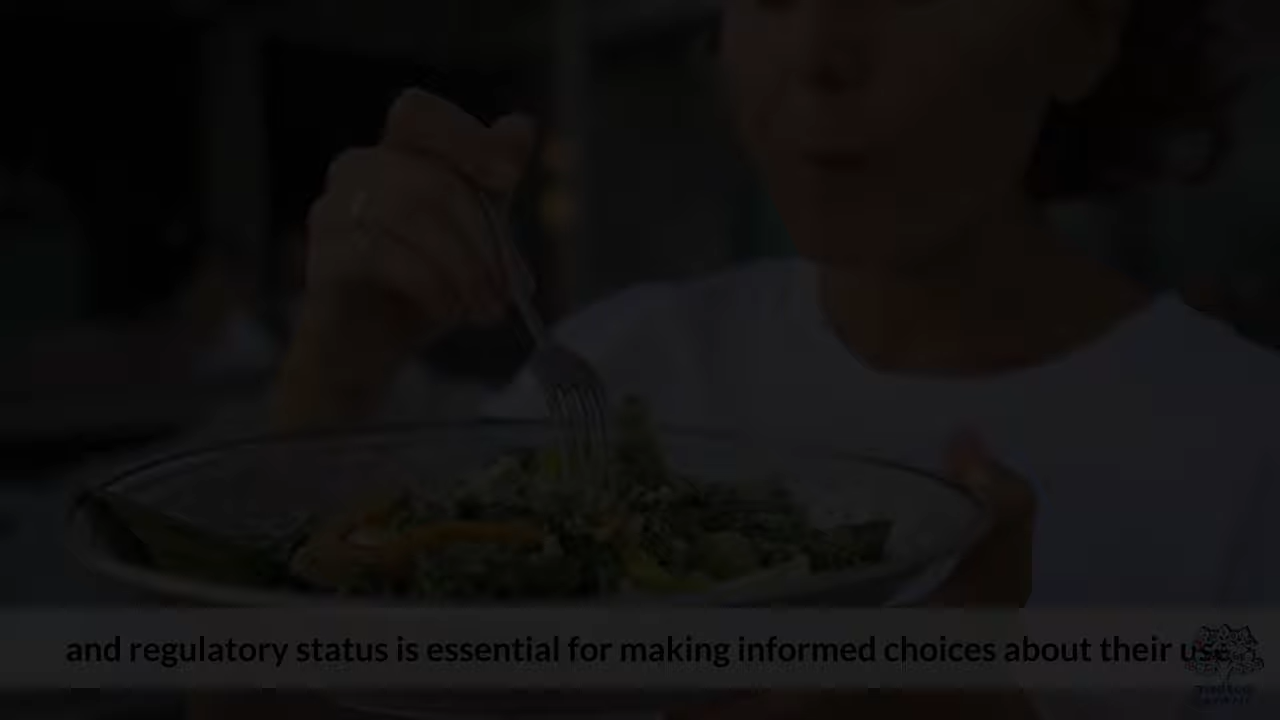 and regulatory status is essential for making informed choices about their use.